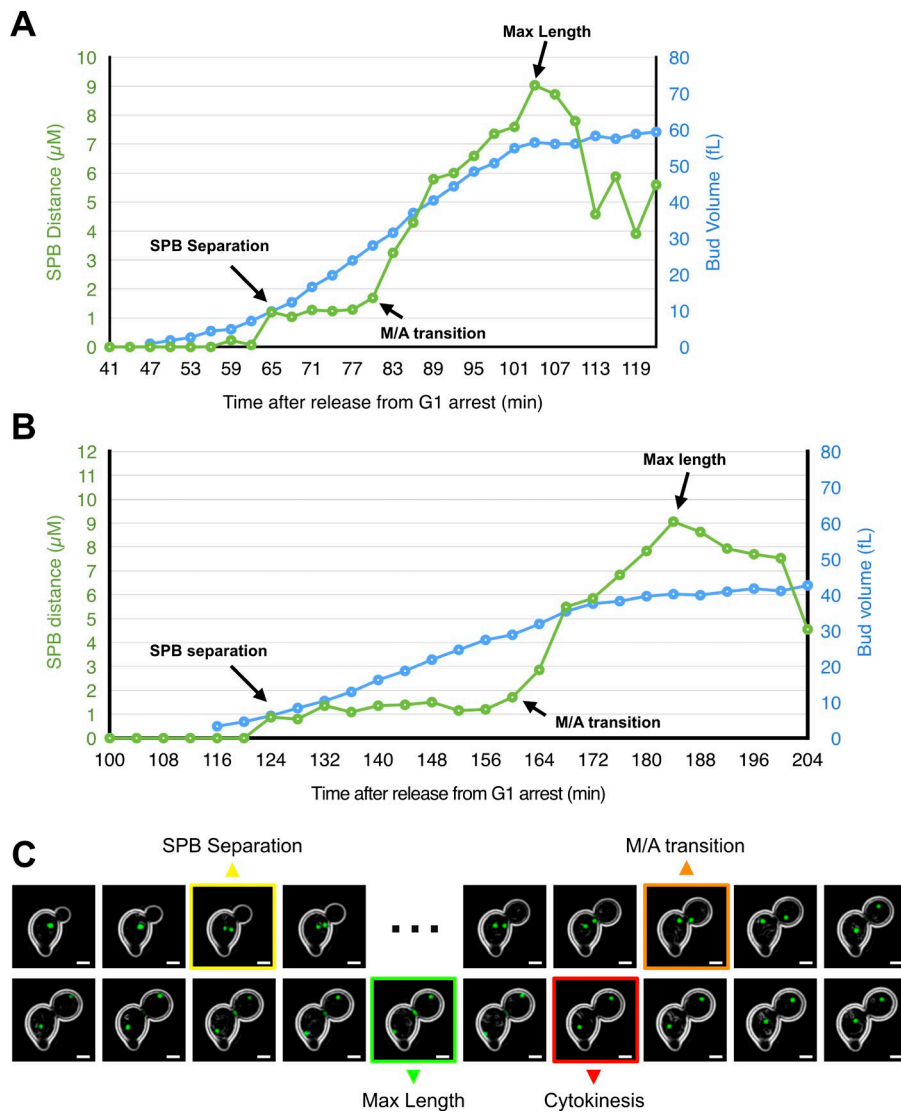 A
Max Length
10
9
8
7
6
5
4
3
2
1
0
SPB Distance (µM)
80
70
60
50
40
30
20
10
0
Bud Volume (fL)
SPB Separation
M/A transition
41 47 53 59 65 71 77 83 89 95 101 107 113 119
Time after release from G1 arrest (min)
B
Max length
12
11
10
9
8
7
6
5
4
3
2
1
0
SPB distance (µM)
80
70
60
50
40
30
20
10
0
Bud volume (fL)
SPB separation
M/A transition
100 108 116 124 132 140 148 156 164 172 180 188 196 204
Time after release from G1 arrest (min)
C
SPB Separation
M/A transition
...
Max Length
Cytokinesis